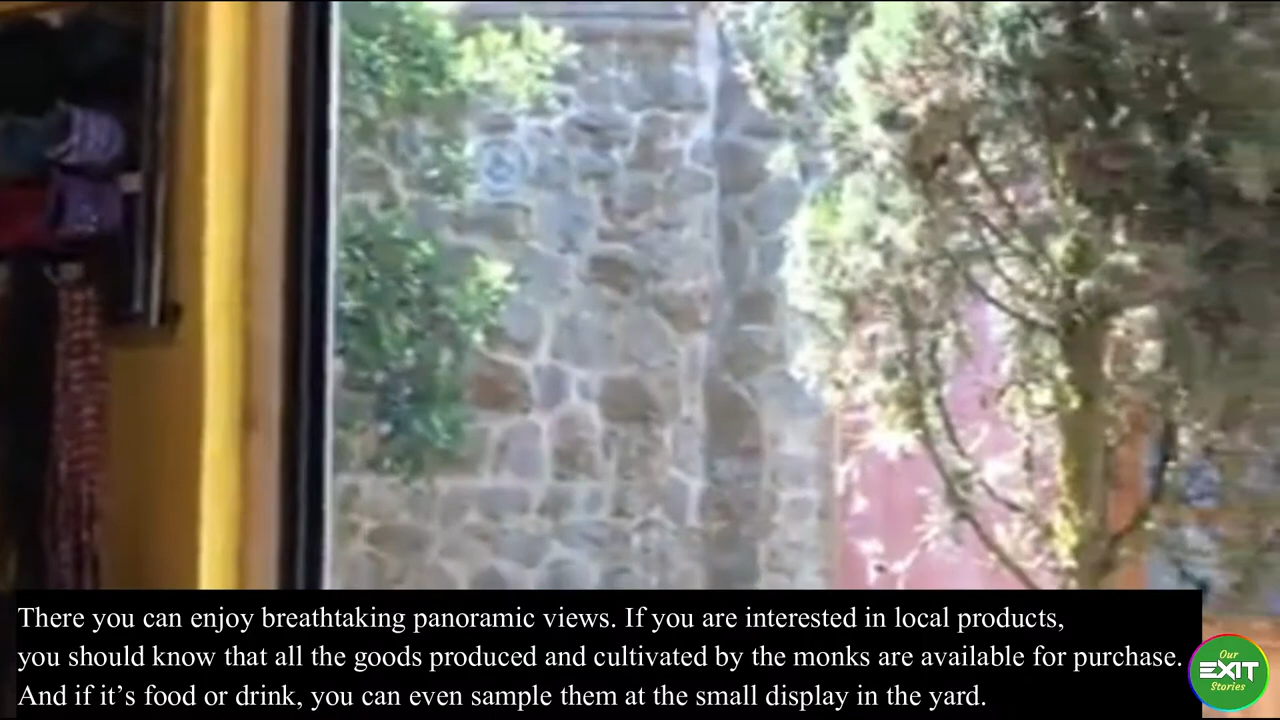 There you can enjoy breathtaking panoramic views. If you are interested in local products,
you should know that all the goods produced and cultivated by the monks are available for purchase.
And if it’s food or drink, you can even sample them at the small display in the yard.
Our
EXIT
Stories